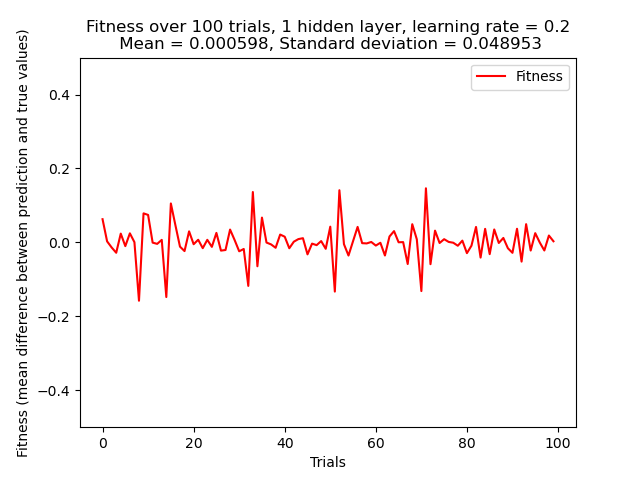 Fitness over 100 trials, 1 hidden layer, learning rate = 0.2
Mean = 0.000598, Standard deviation = 0.048953
Fitness (mean difference between prediction and true values)
Fitness
0.4
0.2
0.0
−0.2
−0.4
0 20 40 60 80 100
Trials